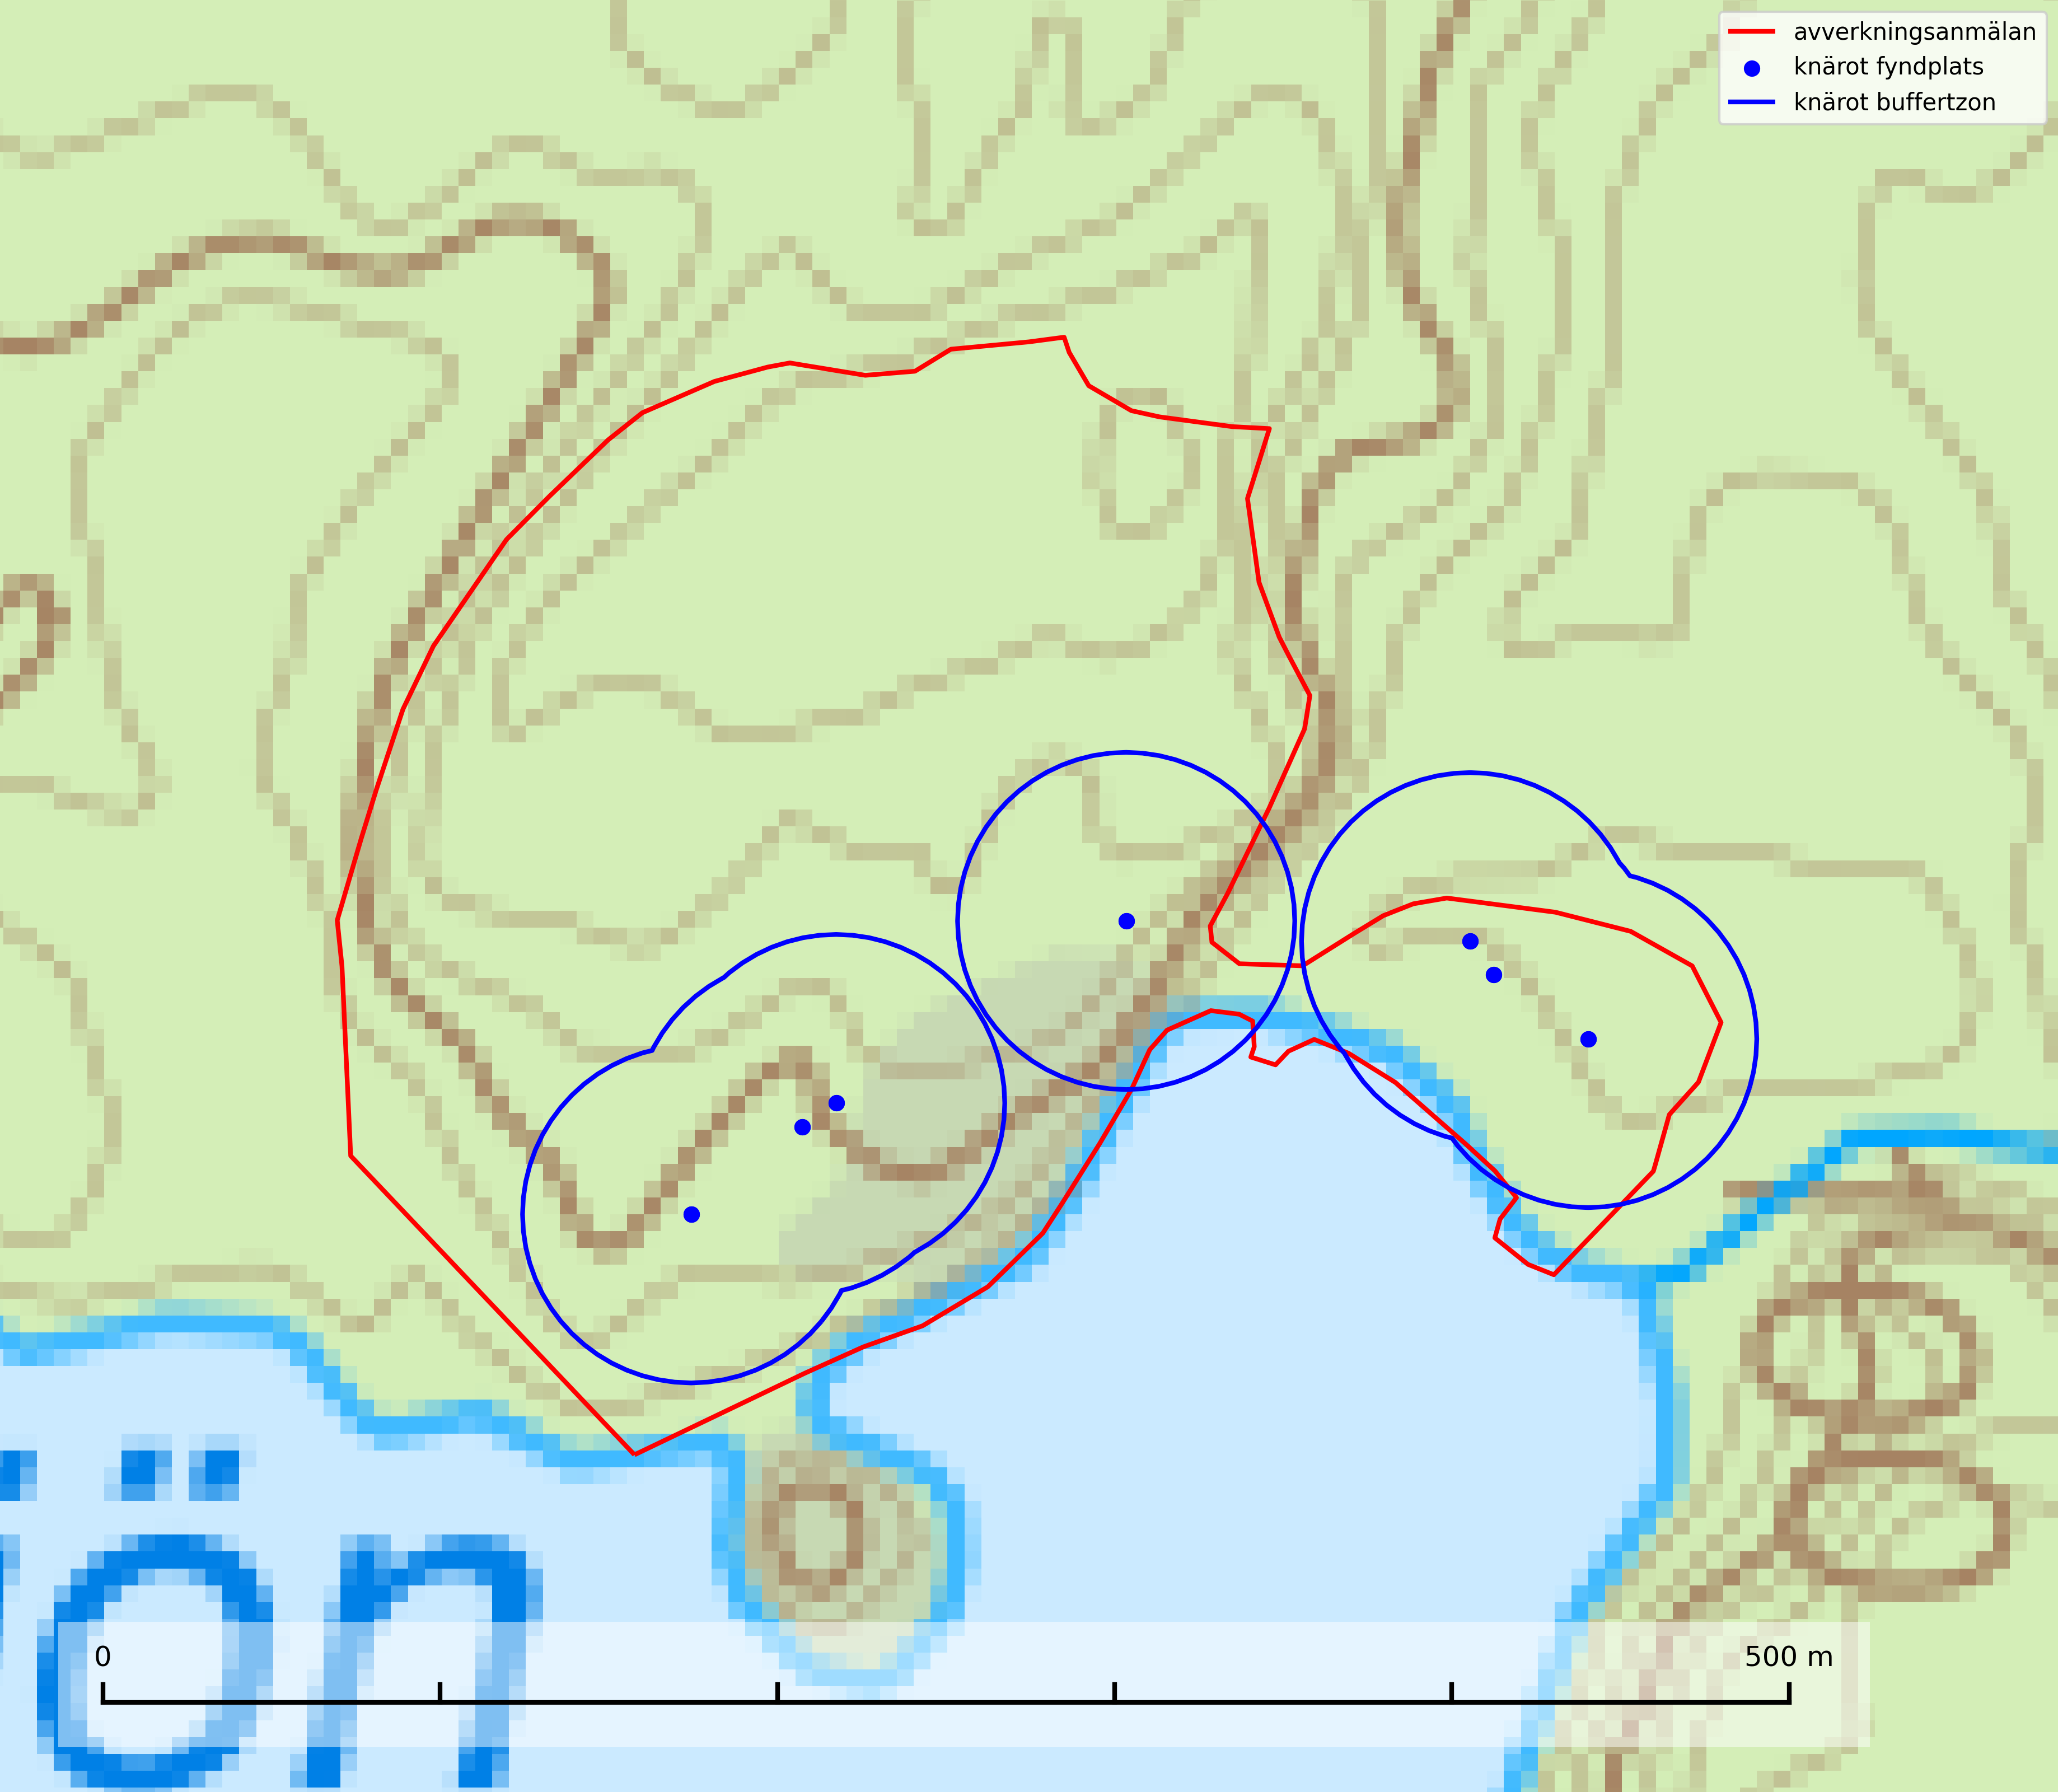 avverkningsanmälan
knärot fyndplats
knärot buffertzon
ön
0
500 m